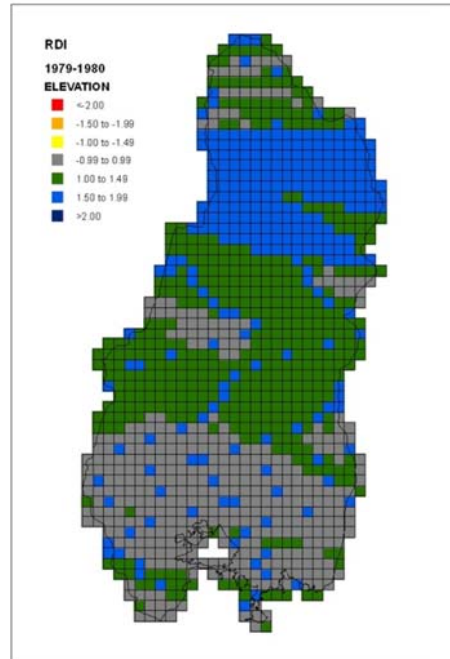 RDI
1979-1980
ELEVATION
<-2.00
-1.50 to -1.99
-1.00 to -1.49
-0.99 to 0.99
1.00 to 1.49
1.50 to 1.99
>2.00